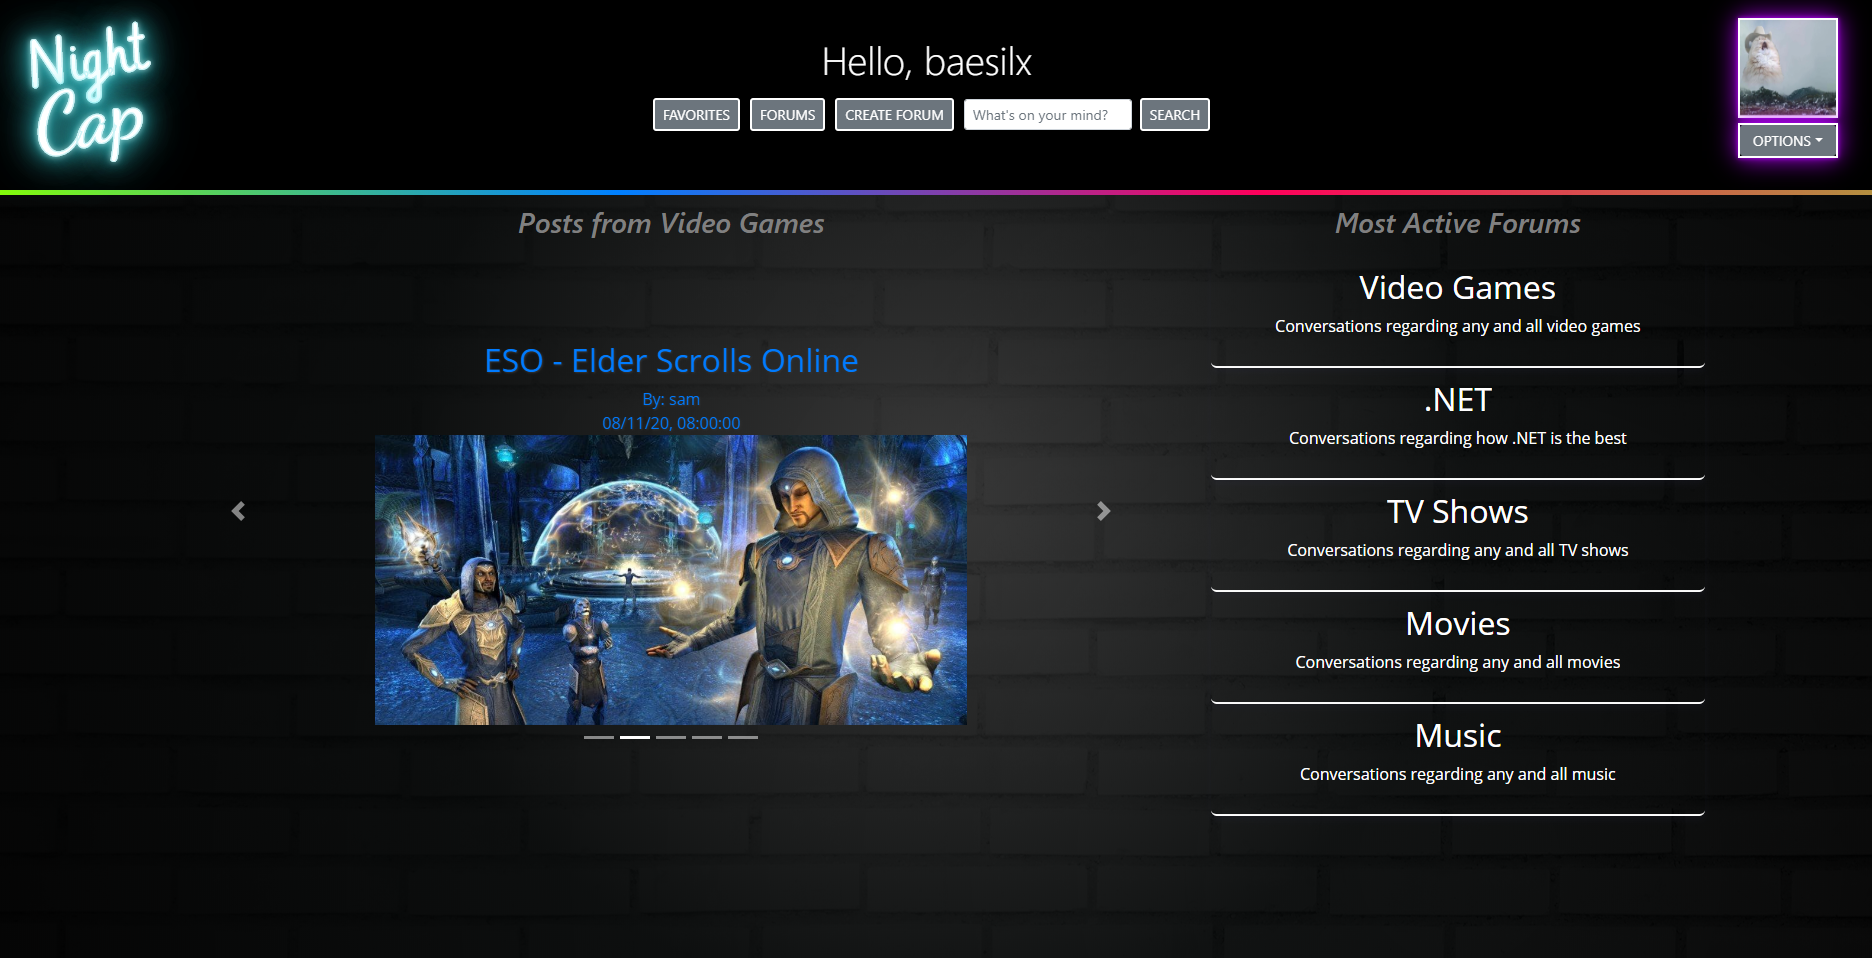 Night
Cap
Hello, baesilx
FAVORITES FORUMS CREATE FORUM What's on your mind? SEARCH
OPTIONS
Posts from Video Games
ESO - Elder Scrolls Online
By: sam
08/11/20, 08:00:00
Most Active Forums
Video Games
Conversations regarding any and all video games
.NET
Conversations regarding how .NET is the best
TV Shows
Conversations regarding any and all TV shows
Movies
Conversations regarding any and all movies
Music
Conversations regarding any and all music